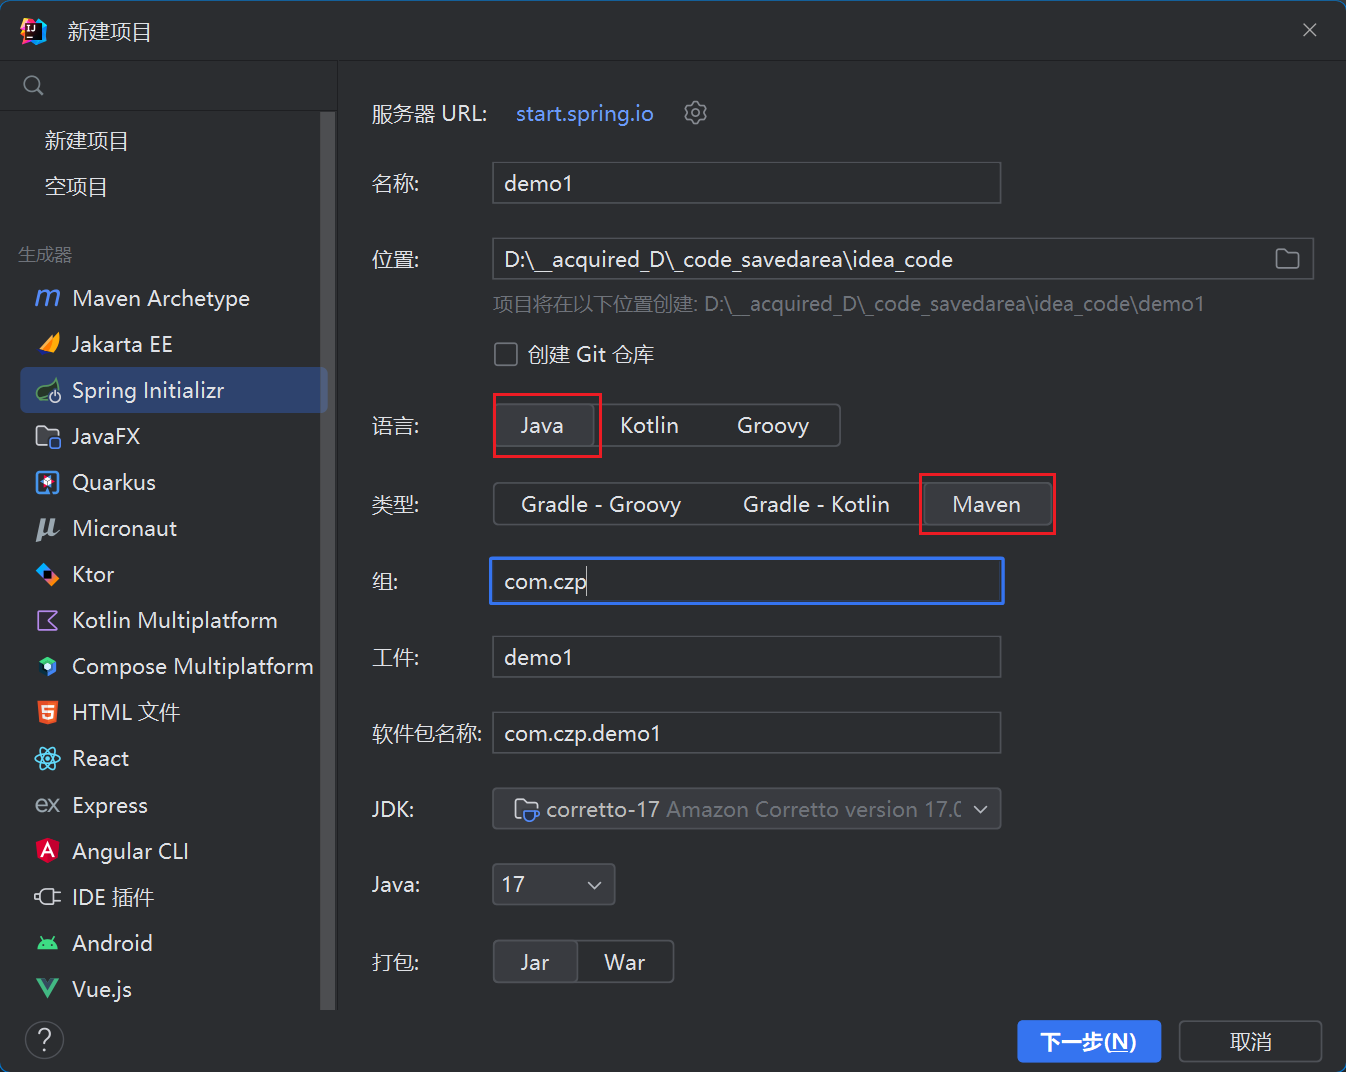 新建项目
新建项目
空项目
生成器
Maven Archetype
Jakarta EE
Spring Initializr
JavaFX
Quarkus
Micronaut
Ktor
Kotlin Multiplatform
Compose Multiplatform
HTML 文件
React
ex Express
Angular CLI
IDE 插件
Android
Vue.js
服务器 URL: start.spring.io
名称: demo1
位置: D:\__acquired_D\_code_savedarea\idea_code
项目将在以下位置创建: D:\__acquired_D\_code_savedarea\idea_code\demo1
创建 Git 仓库
语言: Java Kotlin Groovy
类型: Gradle - Groovy Gradle - Kotlin Maven
组: com.czp
工件: demo1
软件包名称: com.czp.demo1
JDK: corretto-17 Amazon Corretto version 17.0
Java: 17
打包: Jar War
? 下一步(N) 取消